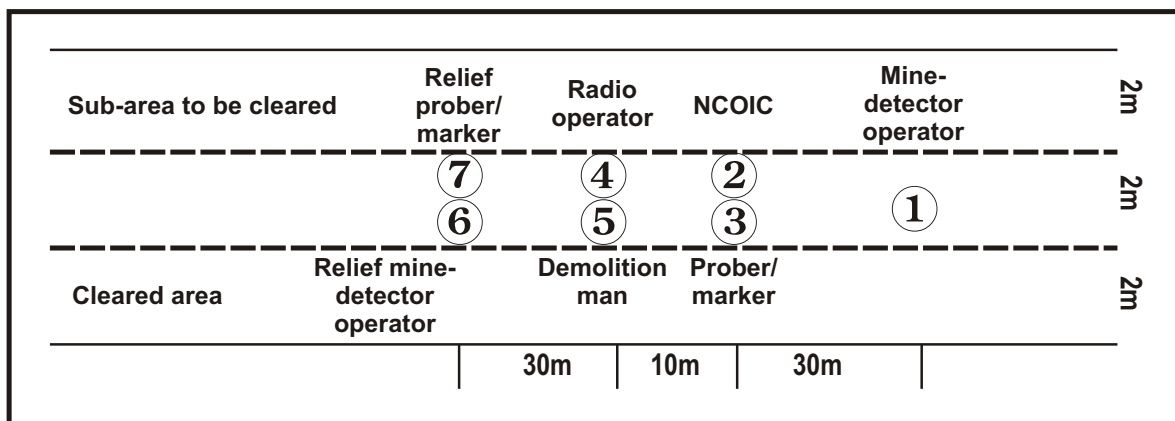 Sub-area to be cleared
Relief
prober/
marker
Radio
operator
NCOIC
Mine-
detector
operator
2m
7
4
2
6
5
3
1
2m
Cleared area
Relief mine-
detector
operator
Demolition
man
Prober/
marker
2m
30m
10m
30m